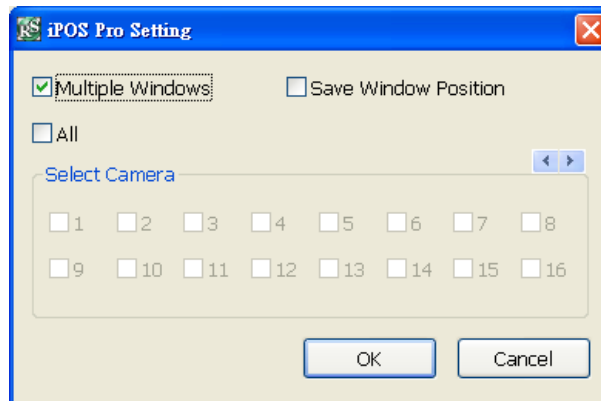 RS iPOS Pro Setting
Multiple Windows Save Window Position
All
Select Camera
1 2 3 4 5 6 7 8
9 10 11 12 13 14 15 16
OK Cancel